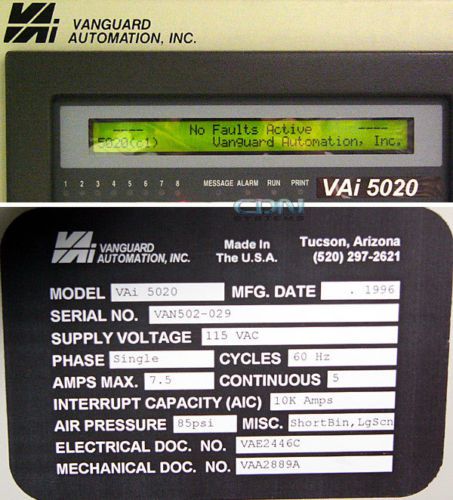 VAi VANGUARD
AUTOMATION, INC.
---- No Faults Active ----
5020(c1) Vanguard Automation, Inc.
1 2 3 4 5 6 7 8 MESSAGE ALARM RUN PRINT VAi 5020
CDN
SYSTEMS
VAi VANGUARD
AUTOMATION, INC.
Made In
The U.S.A.
Tucson, Arizona
(520) 297-2621
MODEL VAi 5020 MFG. DATE . 1996
SERIAL NO. VAN502-029
SUPPLY VOLTAGE 115 VAC
PHASE Single CYCLES 60 Hz
AMPS MAX. 7.5 CONTINUOUS 5
INTERRUPT CAPACITY (AIC) 10K Amps
AIR PRESSURE 85psi MISC. ShortBin,LgScn
ELECTRICAL DOC. NO. VAE2446C
MECHANICAL DOC. NO. VAA2889A